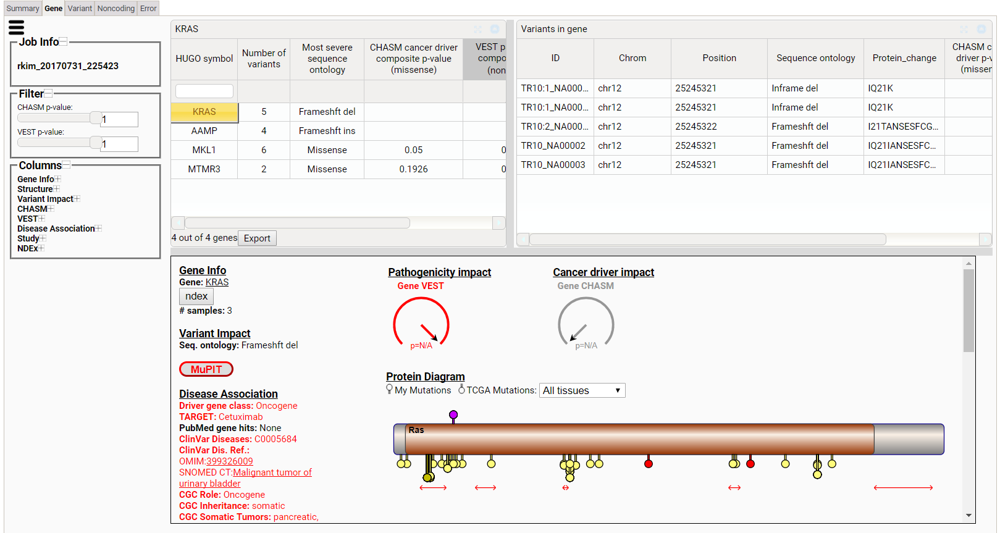 Summary Gene Variant Noncoding Error
Job Info
rkim_20170731_225423
Filter
CHASM p-value:
1
VEST p-value:
1
Columns
Gene Info
Structure
Variant Impact
CHASM
VEST
Disease Association
Study
NDEx
KRAS
HUGO symbol Number of variants Most severe sequence ontology CHASM cancer driver composite p-value (missense) VEST p compo (non
KRAS 5 Frameshft del
AAMP 4 Frameshft ins
MKL1 6 Missense 0.05 0
MTMR3 2 Missense 0.1926 0
4 out of 4 genes Export
Variants in gene
ID Chrom Position Sequence ontology Protein_change CHASM c driver p-v (misser
TR10:1_NA000... chr12 25245321 Inframe del IQ21K
TR10:1_NA000... chr12 25245321 Inframe del IQ21K
TR10:2_NA000... chr12 25245322 Frameshft del I21TANSESFCG...
TR10_NA00002 chr12 25245321 Frameshft del IQ21IANSESFC...
TR10_NA00003 chr12 25245321 Frameshft del IQ21IANSESFC...
Gene Info
Gene: KRAS
ndex
# samples: 3
Variant Impact
Seq. ontology: Frameshft del
MuPIT
Disease Association
Driver gene class: Oncogene
TARGET: Cetuximab
PubMed gene hits: None
ClinVar Diseases: C0005684
ClinVar Dis. Ref.:
OMIM:399326009
SNOMED CT:Malignant tumor of
urinary bladder
CGC Role: Oncogene
CGC Inheritance: somatic
CGC Somatic Tumors: pancreatic,
Pathogenicity impact
Gene VEST
p=N/A
Cancer driver impact
Gene CHASM
p=N/A
Protein Diagram
My Mutations TCGA Mutations: All tissues
Ras